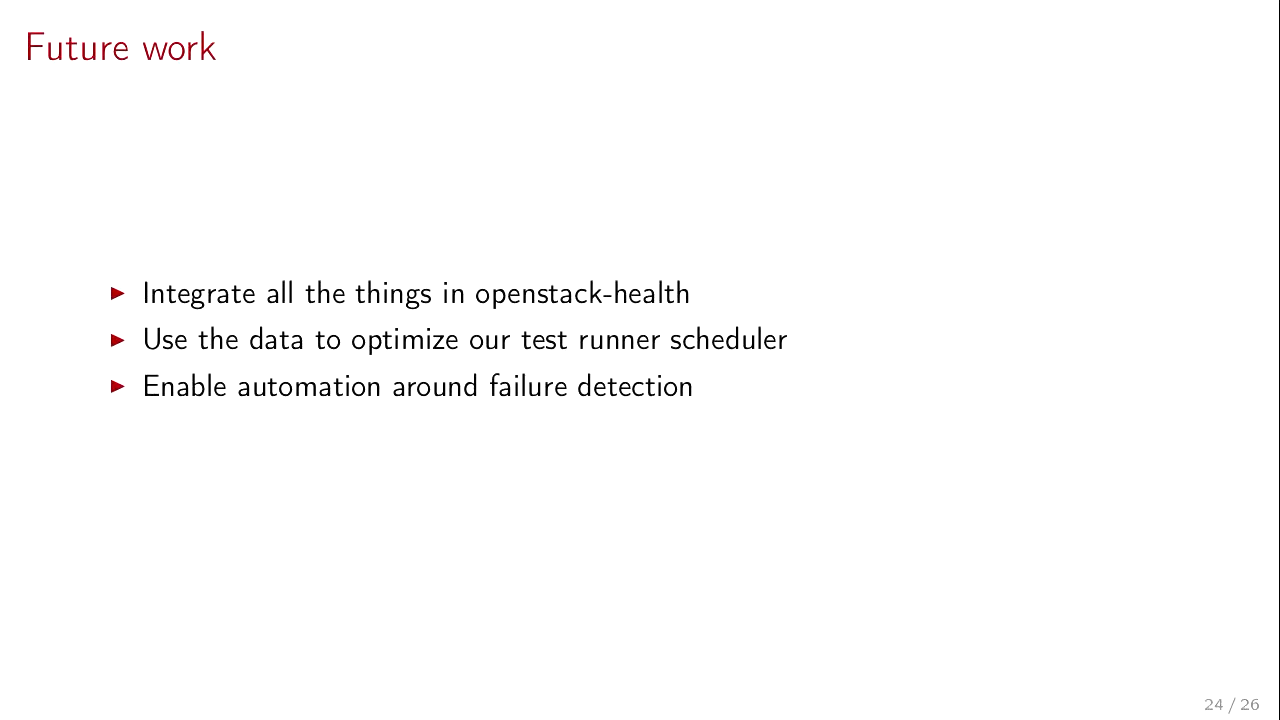 Future work
Integrate all the things in openstack-health
Use the data to optimize our test runner scheduler
Enable automation around failure detection
24 / 26